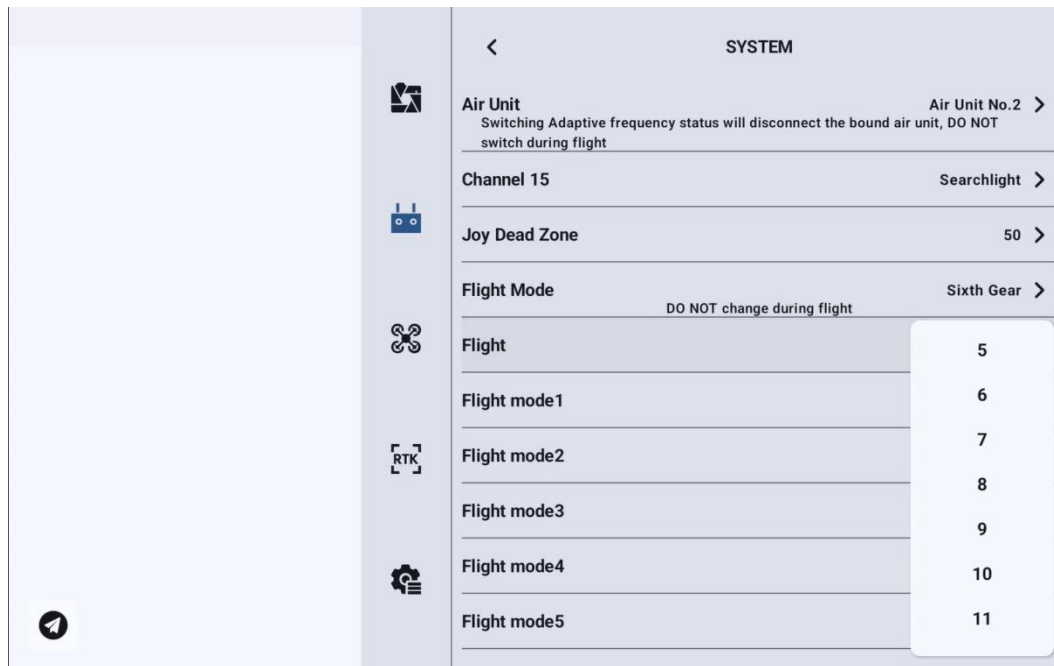 SYSTEM
Air Unit
Air Unit No.2
Switching Adaptive frequency status will disconnect the bound air unit, DO NOT
switch during flight
Channel 15
Searchlight
Joy Dead Zone
50
Flight Mode
Sixth Gear
DO NOT change during flight
Flight
5
Flight mode1
6
7
Flight mode2
RTK
8
Flight mode3
9
Flight mode4
10
Flight mode5
11